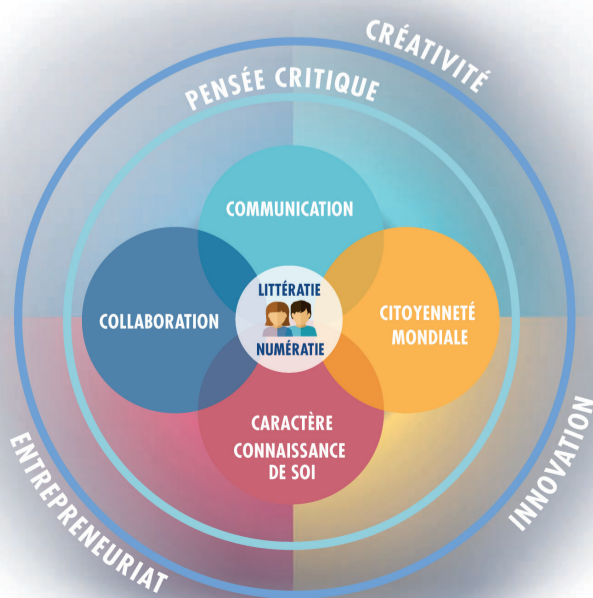 CRÉATIVITÉ
PENSÉE CRITIQUE
COMMUNICATION
COLLABORATION
LITTÉRATIE
NUMÉRATIE
CITOYENNETÉ
MONDIALE
CARACTÈRE
CONNAISSANCE
DE SOI
ENTREPRENEURIAT
INNOVATION